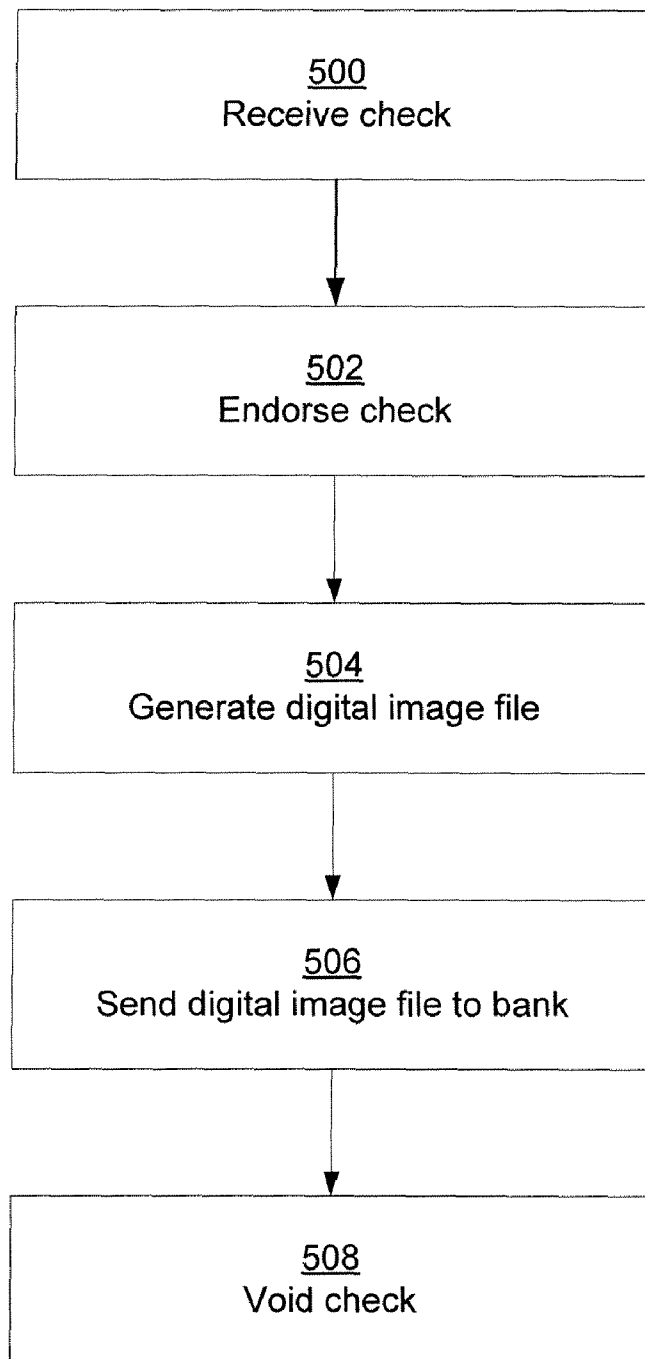 500
Receive check
502
Endorse check
504
Generate digital image file
506
Send digital image file to bank
508
Void check